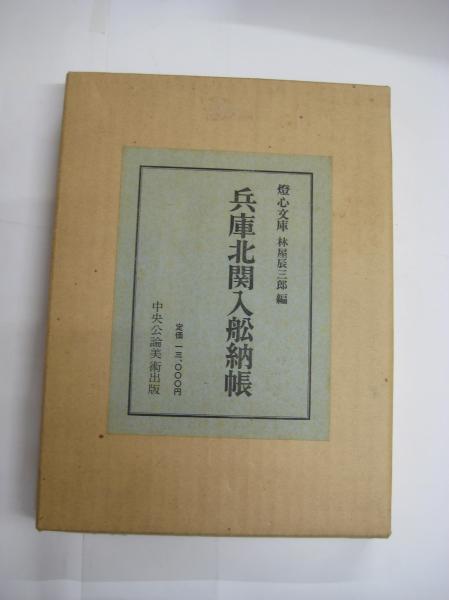 燈心文庫 林屋辰三郎 編
兵庫北関入舩納帳
定価 一三、〇〇〇円
中央公論美術出版